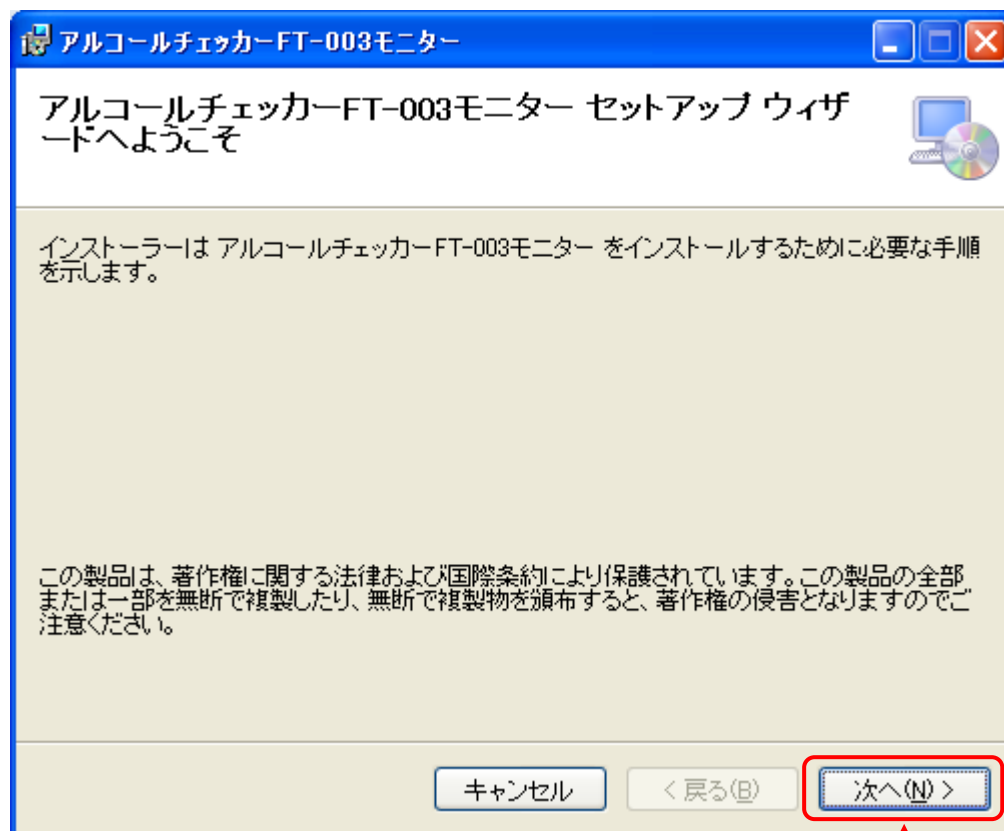 アルコールチェッカーFT-003モニター
アルコールチェッカーFT-003モニター セットアップ ウィザ
ードへようこそ
インストーラーは アルコールチェッカーFT-003モニター をインストールするために必要な手順
を示します。
この製品は、著作権に関する法律および国際条約により保護されています。この製品の全部
または一部を無断で複製したり、無断で複製物を頒布すると、著作権の侵害となりますのでご
注意ください。
キャンセル
< 戻る(B)
次へ(N) >